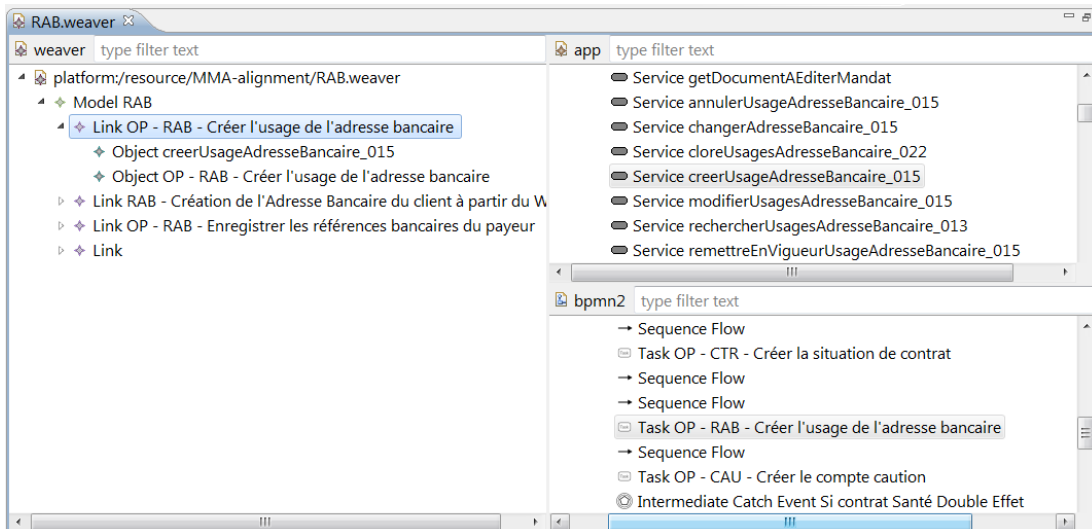 RAB.weaver
weaver type filter text
platform:/resource/MMA-alignment/RAB.weaver
Model RAB
Link OP - RAB - Créer l'usage de l'adresse bancaire
Object creerUsageAdresseBancaire_015
Object OP - RAB - Créer l'usage de l'adresse bancaire
Link RAB - Création de l'Adresse Bancaire du client à partir du W
Link OP - RAB - Enregistrer les références bancaires du payeur
Link
app type filter text
Service getDocumentAEditerMandat
Service annulerUsageAdresseBancaire_015
Service changerAdresseBancaire_015
Service cloreUsagesAdresseBancaire_022
Service creerUsageAdresseBancaire_015
Service modifierUsagesAdresseBancaire_015
Service rechercherUsagesAdresseBancaire_013
Service remettreEnVigueurUsageAdresseBancaire_015
bpmn2 type filter text
Sequence Flow
Task OP - CTR - Créer la situation de contrat
Sequence Flow
Sequence Flow
Task OP - RAB - Créer l'usage de l'adresse bancaire
Sequence Flow
Task OP - CAU - Créer le compte caution
Intermediate Catch Event Si contrat Santé Double Effet